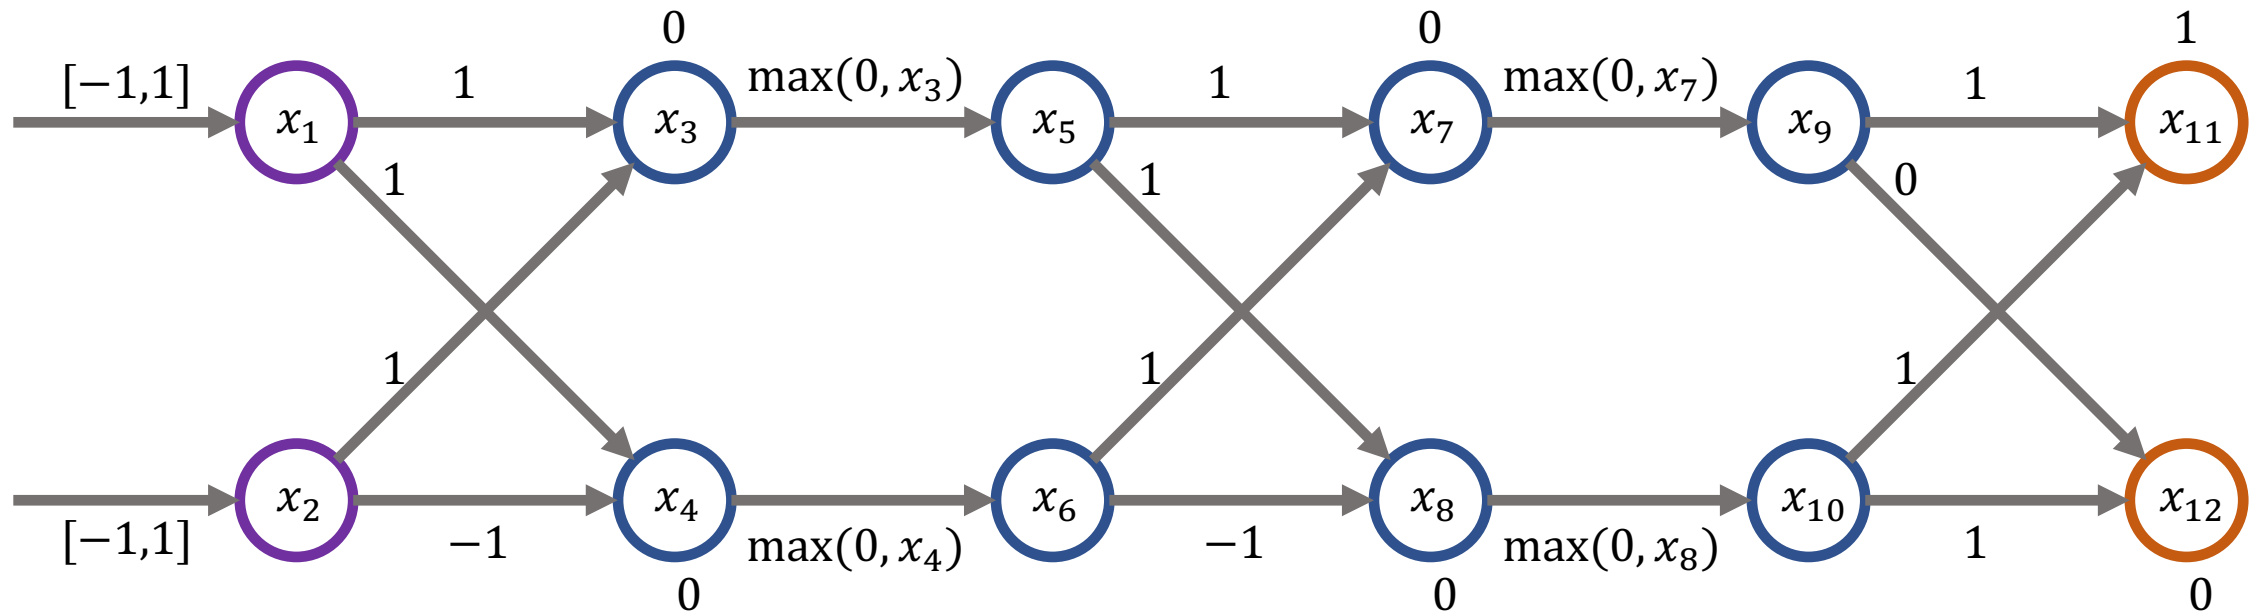 0 0 1
[−1,1] 1 max(0, x₃) 1 max(0, x₇) 1
x₁ x₃ x₅ x₇ x₉ x₁₁
1 1 0
1 1 1
x₂ x₄ x₆ x₈ x₁₀ x₁₂
[−1,1] −1 max(0, x₄) −1 max(0, x₈) 1
0 0 0